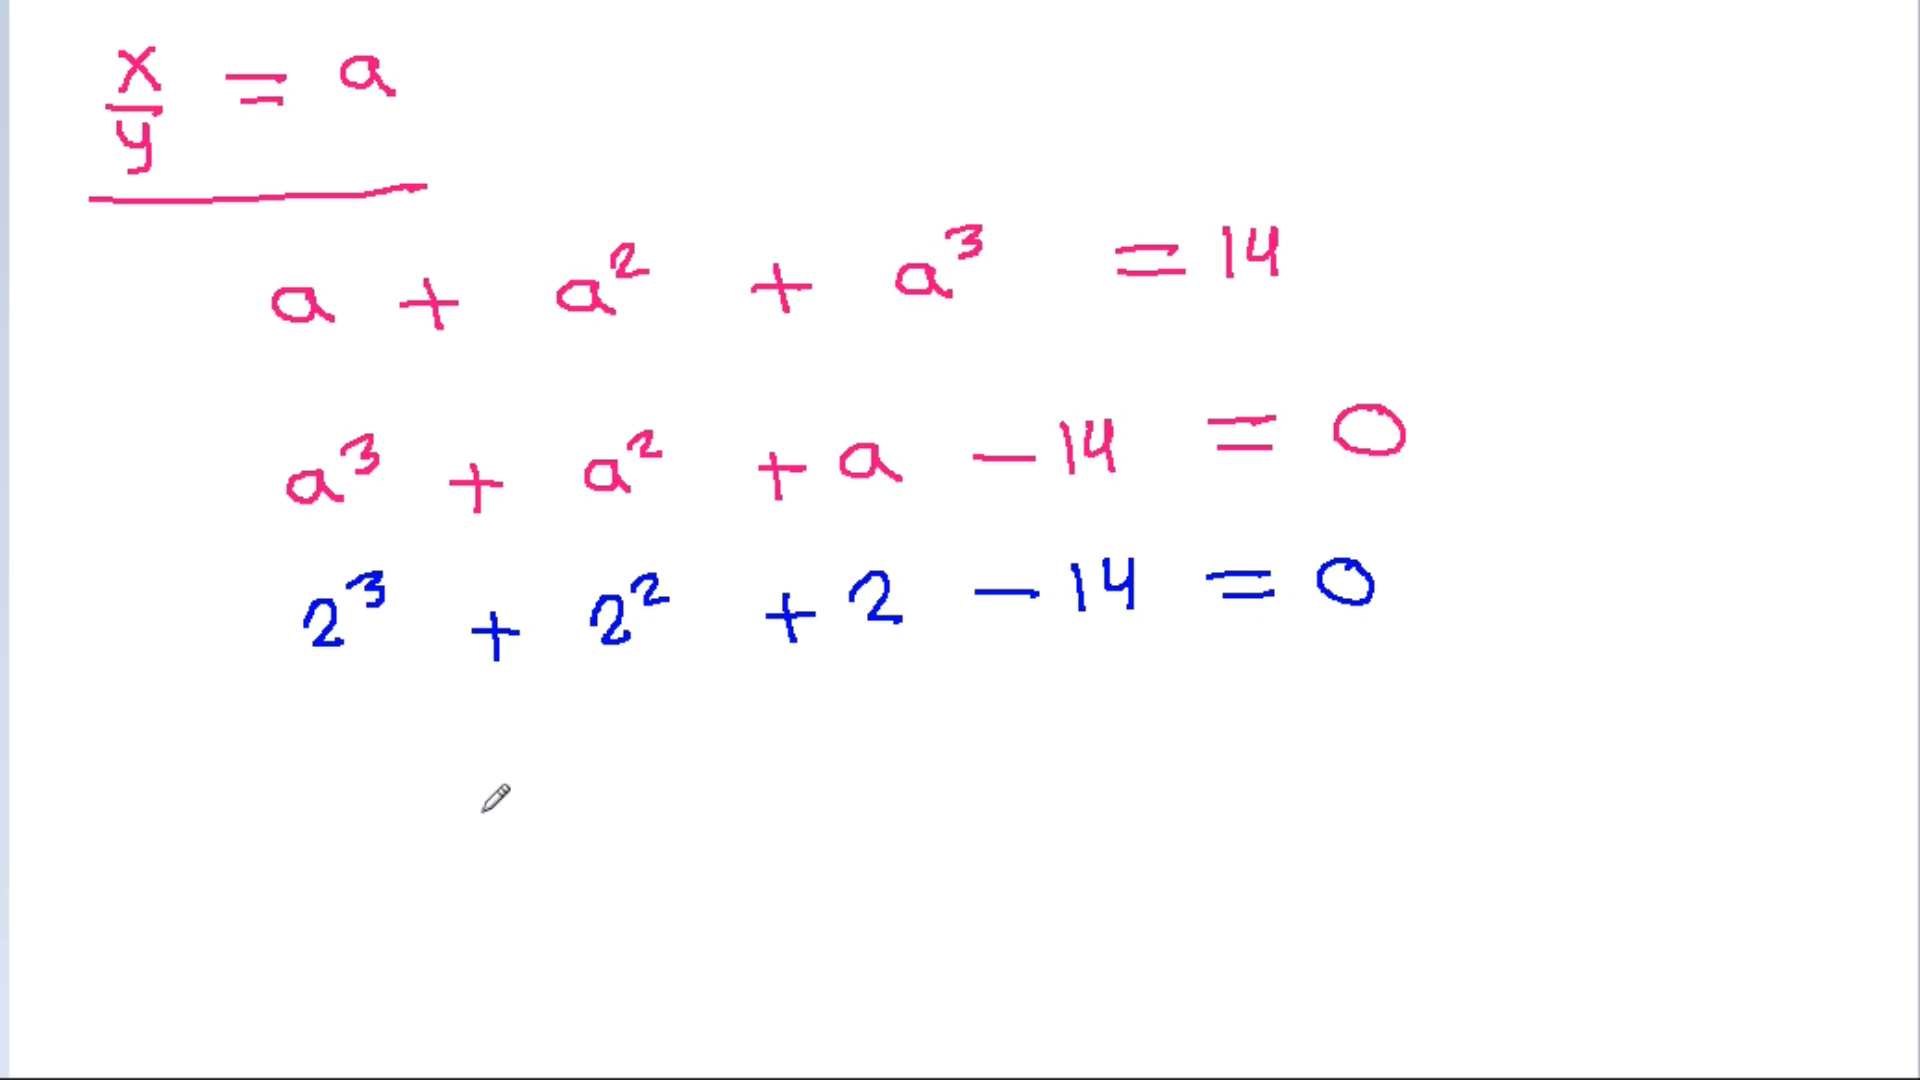 x/y = a
a + a² + a³ = 14
a³ + a² + a - 14 = 0
2³ + 2² + 2 - 14 = 0